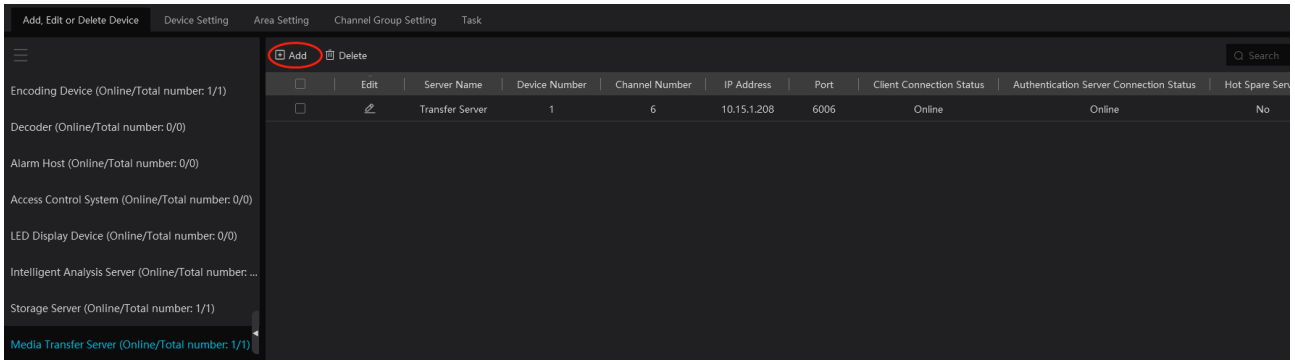 Add, Edit or Delete Device Device Setting Area Setting Channel Group Setting Task
Add Delete Search
Edit Server Name Device Number Channel Number IP Address Port Client Connection Status Authentication Server Connection Status Hot Spare Serv
Transfer Server 1 6 10.15.1.208 6006 Online Online No
Encoding Device (Online/Total number: 1/1)
Decoder (Online/Total number: 0/0)
Alarm Host (Online/Total number: 0/0)
Access Control System (Online/Total number: 0/0)
LED Display Device (Online/Total number: 0/0)
Intelligent Analysis Server (Online/Total number: ...
Storage Server (Online/Total number: 1/1)
Media Transfer Server (Online/Total number: 1/1)